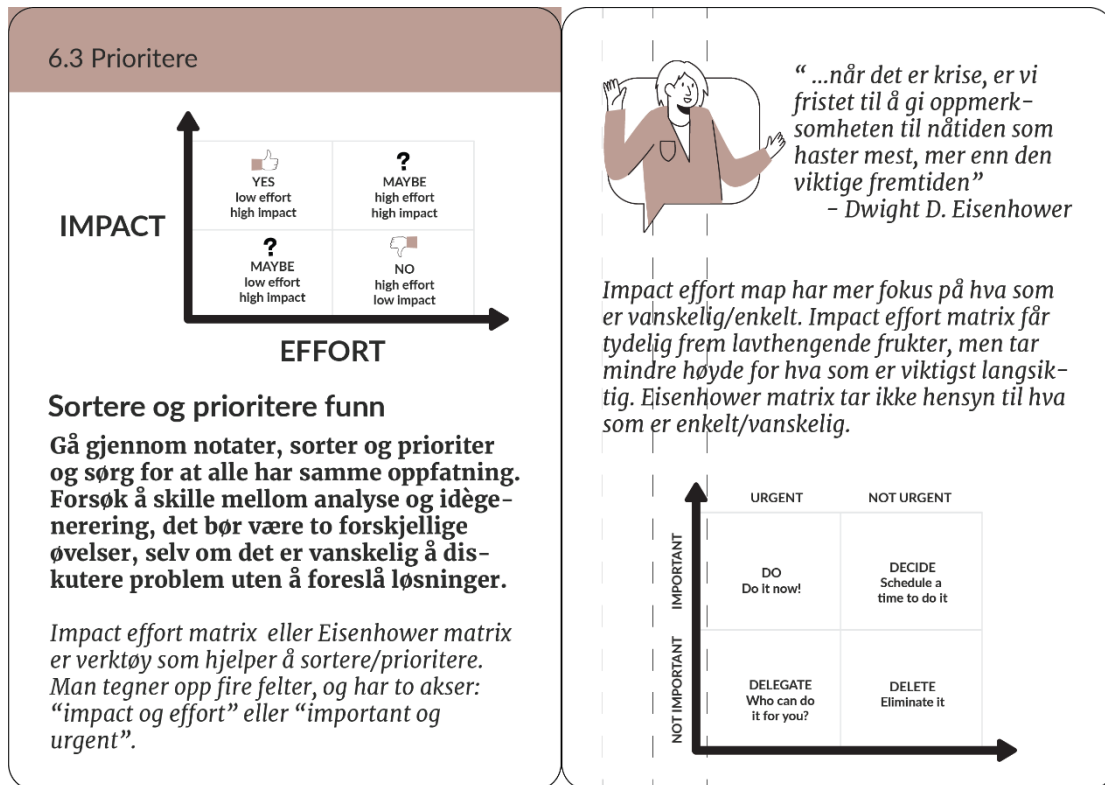 6.3 Prioritere
IMPACT
YES
low effort
high impact
?
MAYBE
high effort
high impact
?
MAYBE
low effort
high impact
NO
high effort
low impact
EFFORT
Sortere og prioritere funn
Gå gjennom notater, sorter og prioriter
og sørg for at alle har samme oppfatning.
Forsøk å skille mellom analyse og idège-
nerering, det bør være to forskjellige
øvelser, selv om det er vanskelig å dis-
kutere problem uten å foreslå løsninger.
Impact effort matrix eller Eisenhower matrix
er verktøy som hjelper å sortere/prioritere.
Man tegner opp fire felter, og har to akser:
“impact og effort” eller “important og
urgent”.
“ ...når det er krise, er vi
fristet til å gi oppmerk-
somheten til nåtiden som
haster mest, mer enn den
viktige fremtiden”
- Dwight D. Eisenhower
Impact effort map har mer fokus på hva som
er vanskelig/enkelt. Impact effort matrix får
tydelig frem lavthengende frukter, men tar
mindre høyde for hva som er viktigst langsik-
tig. Eisenhower matrix tar ikke hensyn til hva
som er enkelt/vanskelig.
URGENT
NOT URGENT
IMPORTANT
DO
Do it now!
DECIDE
Schedule a
time to do it
NOT IMPORTANT
DELEGATE
Who can do
it for you?
DELETE
Eliminate it